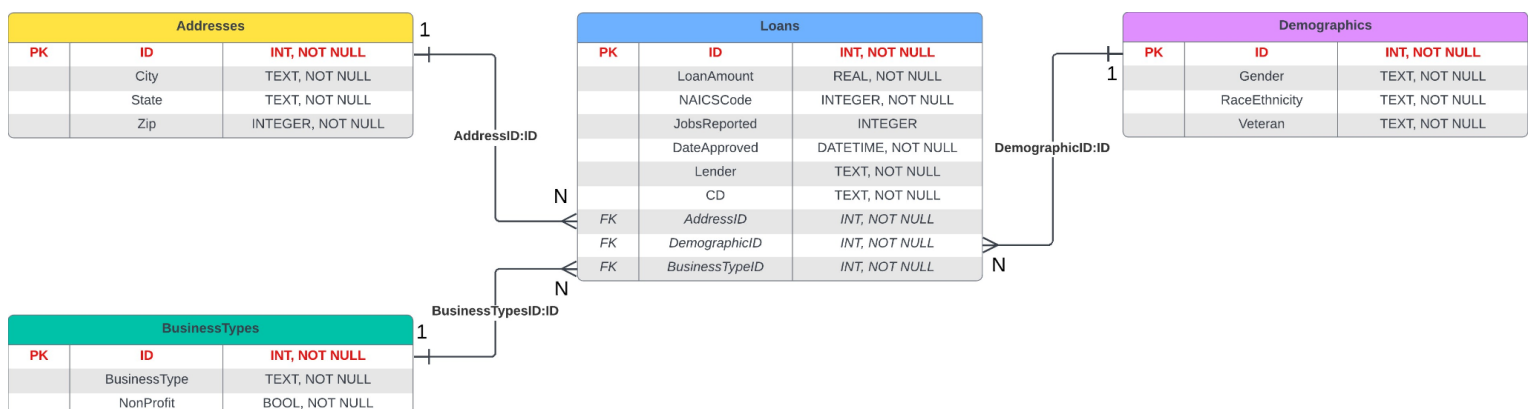 Addresses
PK ID INT, NOT NULL
City TEXT, NOT NULL
State TEXT, NOT NULL
Zip INTEGER, NOT NULL
1
AddressID:ID
N
Loans
PK ID INT, NOT NULL
LoanAmount REAL, NOT NULL
NAICSCode INTEGER, NOT NULL
JobsReported INTEGER
DateApproved DATETIME, NOT NULL
Lender TEXT, NOT NULL
CD TEXT, NOT NULL
FK AddressID INT, NOT NULL
FK DemographicID INT, NOT NULL
FK BusinessTypeID INT, NOT NULL
Demographics
PK ID INT, NOT NULL
Gender TEXT, NOT NULL
RaceEthnicity TEXT, NOT NULL
Veteran TEXT, NOT NULL
1
DemographicID:ID
N
N
BusinessTypesID:ID
1
BusinessTypes
PK ID INT, NOT NULL
BusinessType TEXT, NOT NULL
NonProfit BOOL, NOT NULL